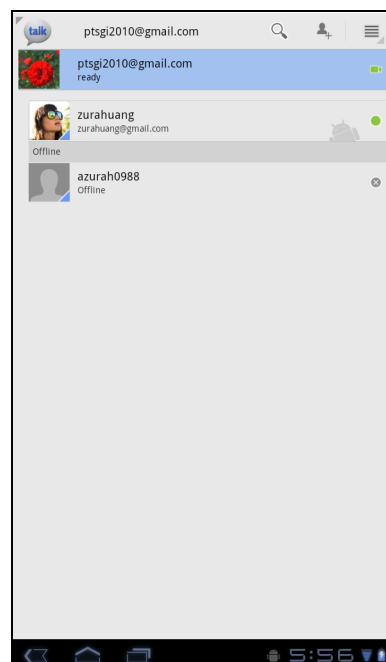 talk ptsgi2010@gmail.com
ptsgi2010@gmail.com
ready
zurahuang
zurahuang@gmail.com
Offline
azurah0988
Offline
5:56